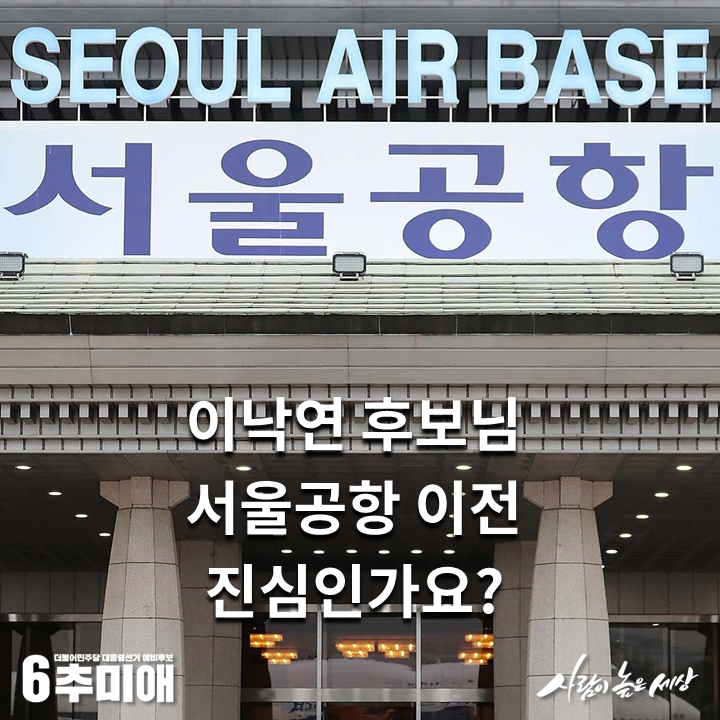 SEOUL AIR BASE
서울공항
이낙연 후보님
서울공항 이전
진심인가요?
더불어민주당 대통령선거 예비후보
6 추미애
사람이 높은 세상